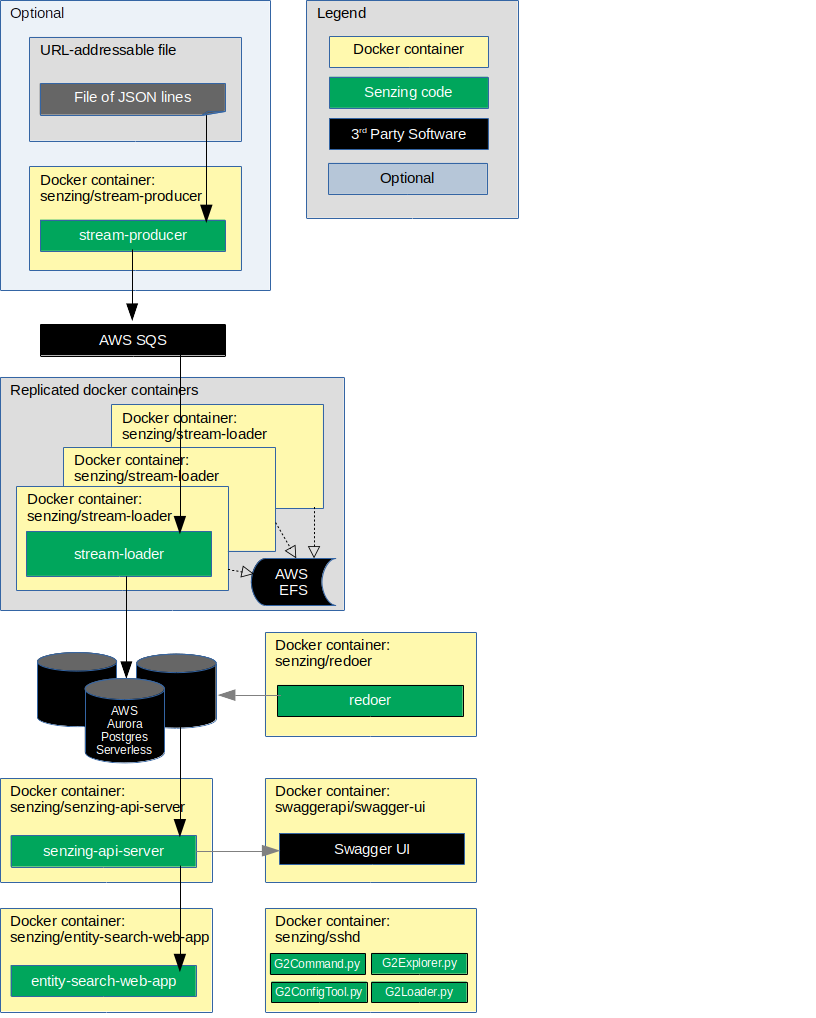 Optional
URL-addressable file
File of JSON lines
Docker container:
senzing/stream-producer
stream-producer
AWS SQS
Legend
Docker container
Senzing code
3rd Party Software
Optional
Replicated docker containers
Docker container:
senzing/stream-loader
Docker container:
senzing/stream-loader
Docker container:
senzing/stream-loader
stream-loader
AWS
EFS
AWS
Aurora
Postgres
Serverless
Docker container:
senzing/redoer
redoer
Docker container:
senzing/senzing-api-server
senzing-api-server
Docker container:
swaggerapi/swagger-ui
Swagger UI
Docker container:
senzing/entity-search-web-app
entity-search-web-app
Docker container:
senzing/sshd
G2Command.py
G2Explorer.py
G2ConfigTool.py
G2Loader.py